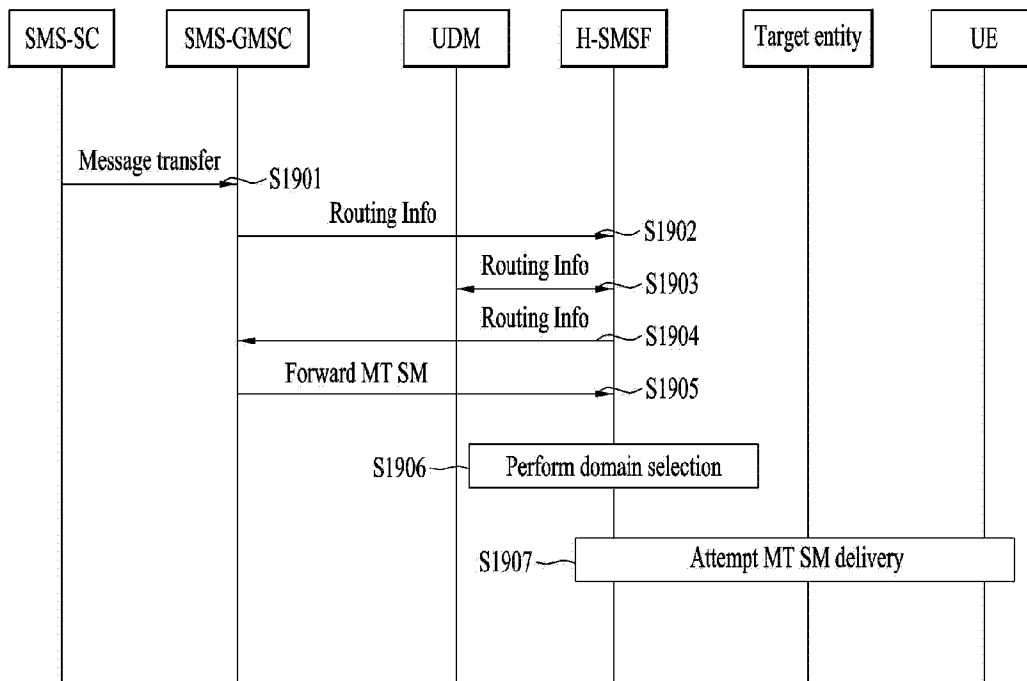 SMS-SC
SMS-GMSC
UDM
H-SMSF
Target entity
UE
Message transfer
S1901
Routing Info
S1902
Routing Info
S1903
Routing Info
S1904
Forward MT SM
S1905
S1906
Perform domain selection
S1907
Attempt MT SM delivery